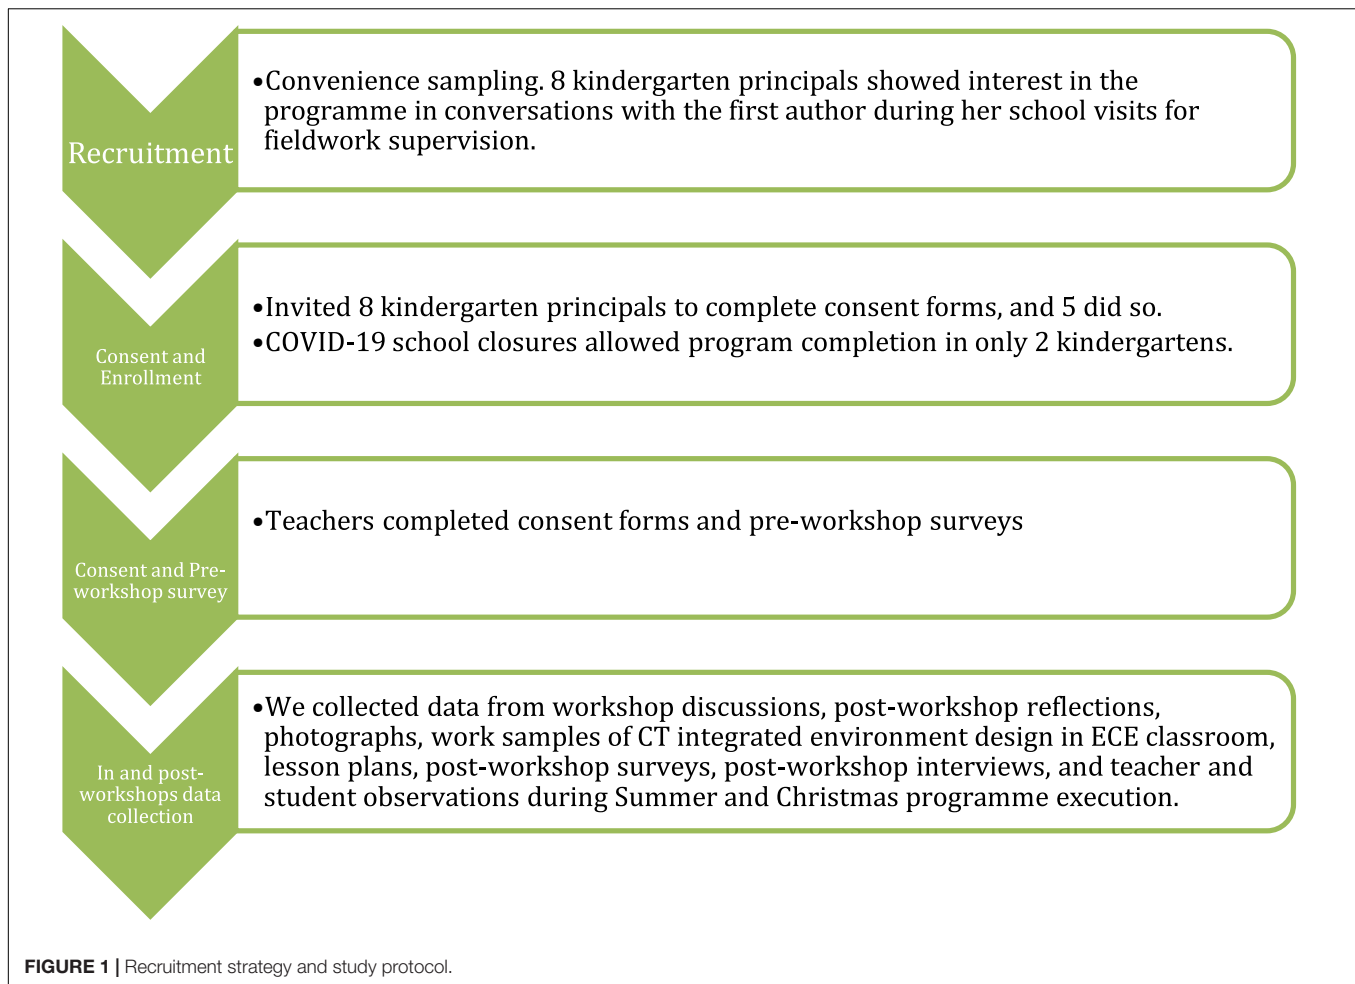 Recruitment
•Convenience sampling. 8 kindergarten principals showed interest in the
programme in conversations with the first author during her school visits for
fieldwork supervision.
Consent and
Enrollment
•Invited 8 kindergarten principals to complete consent forms, and 5 did so.
•COVID-19 school closures allowed program completion in only 2 kindergartens.
Consent and Pre-
workshop survey
•Teachers completed consent forms and pre-workshop surveys
In and post-
workshops data
collection
•We collected data from workshop discussions, post-workshop reflections,
photographs, work samples of CT integrated environment design in ECE classroom,
lesson plans, post-workshop surveys, post-workshop interviews, and teacher and
student observations during Summer and Christmas programme execution.
FIGURE 1 | Recruitment strategy and study protocol.